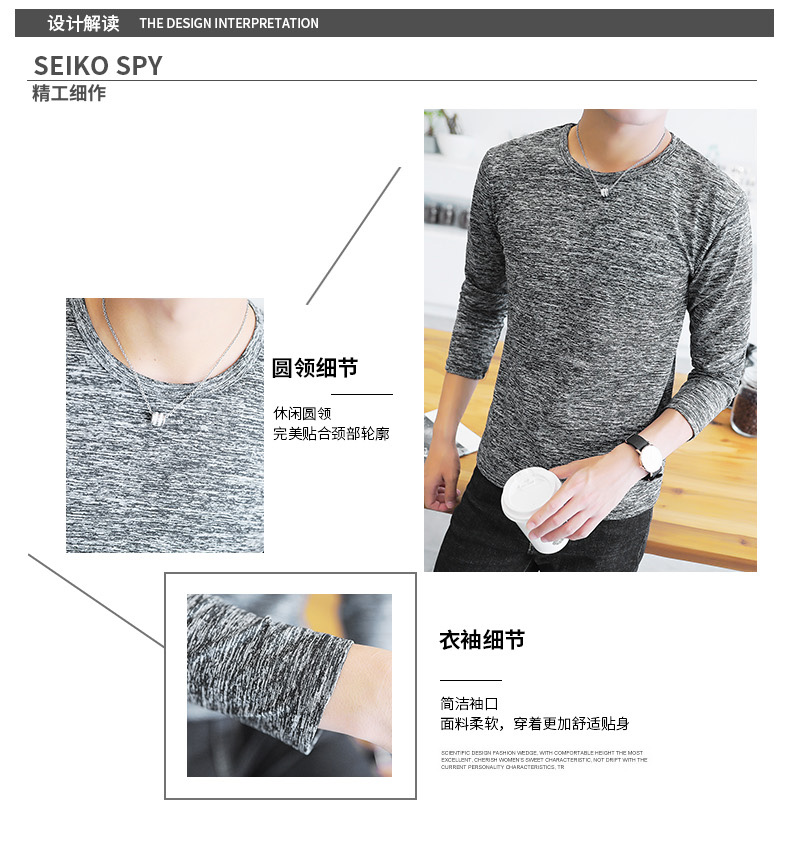 设计解读 THE DESIGN INTERPRETATION
SEIKO SPY
精工细作
圆领细节
休闲圆领
完美贴合颈部轮廓
衣袖细节
简洁袖口
面料柔软，穿着更加舒适贴身
SCIENTIFIC DESIGN FASHION WEDGE, WITH COMFORTABLE HEIGHT THE MOST
EXCELLENT, CHERISH WOMEN'S SWEET CHARACTERISTIC, NOT DRIFT WITH THE
CURRENT PERSONALITY CHARACTERISTICS, TR